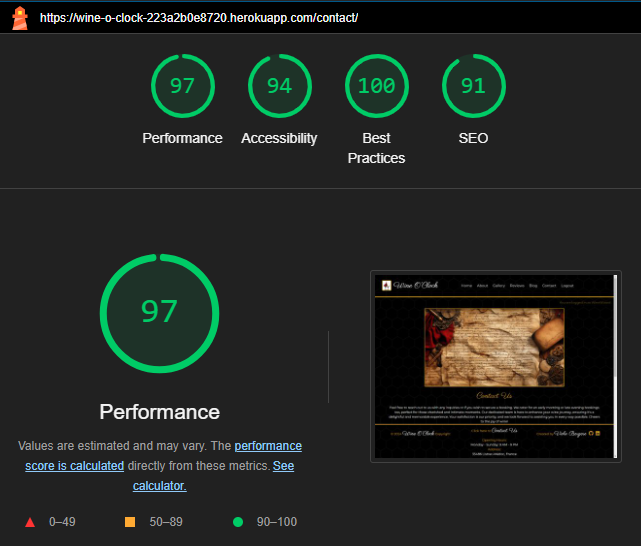 https://wine-o-clock-223a2b0e8720.herokuapp.com/contact/
97 94 100 91
Performance Accessibility Best Practices SEO
97
Performance
Values are estimated and may vary. The performance
score is calculated directly from these metrics. See
calculator.
0–49 50–89 90–100
Wine O'Clock
Home About Gallery Reviews Blog Contact Logout
Contact Us